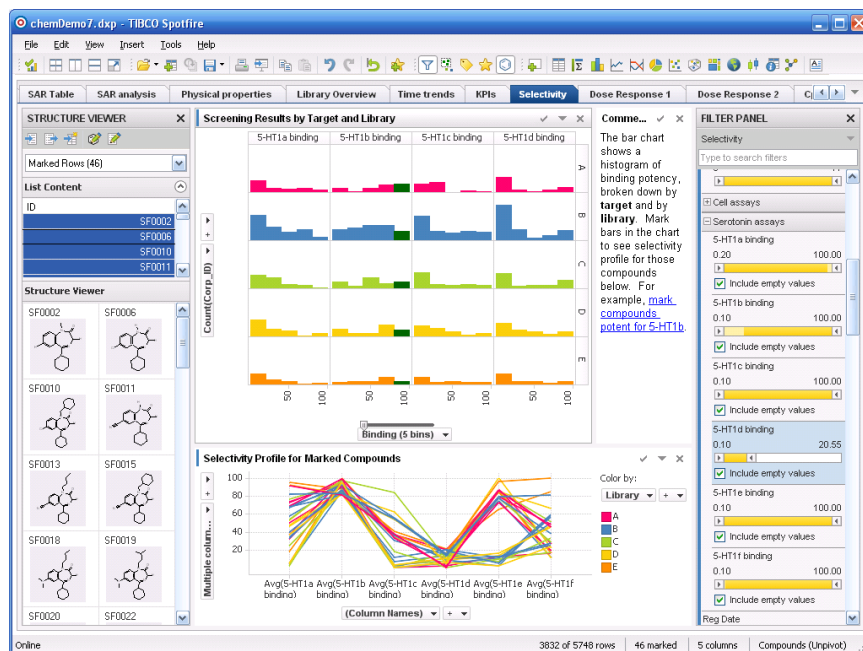 chemDemo7.dxp - TIBCO Spotfire
File Edit View Insert Tools Help
SAR Table SAR analysis Physical properties Library Overview Time trends KPIs Selectivity Dose Response 1 Dose Response 2
STRUCTURE VIEWER
Marked Rows (46)
List Content
ID
SF0002
SF0006
SF0010
SF0011
Structure Viewer
SF0002 SF0006
SF0010 SF0011
SF0013 SF0015
SF0018 SF0019
SF0020 SF0022
Screening Results by Target and Library
5-HT1a binding 5-HT1b binding 5-HT1c binding 5-HT1d binding
A
B
C
D
E
Count(Corp_ID)
50 100 50 100 50 100 50 100
Binding (5 bins)
Comme...
The bar chart
shows a
histogram of
binding potency,
broken down by
target and by
library. Mark
bars in the chart
to see selectivity
profile for those
compounds
below. For
example, mark
compounds
potent for 5-HT1b.
Selectivity Profile for Marked Compounds
Multiple colum...
100
80
60
40
20
Avg(5-HT1a Avg(5-HT1b Avg(5-HT1c Avg(5-HT1d Avg(5-HT1e Avg(5-HT1f
binding) binding) binding) binding) binding) binding)
(Column Names) +
Color by:
Library +
A
B
C
D
E
FILTER PANEL
Selectivity
Type to search filters
Cell assays
Serotonin assays
5-HT1a binding
0.20 100.00
Include empty values
5-HT1b binding
0.10 100.00
Include empty values
5-HT1c binding
0.10 100.00
Include empty values
5-HT1d binding
0.10 20.55
Include empty values
5-HT1e binding
0.10 100.00
Include empty values
5-HT1f binding
0.10 100.00
Include empty values
Reg Date
Online 3832 of 5748 rows 46 marked 5 columns Compounds (Unpivot)